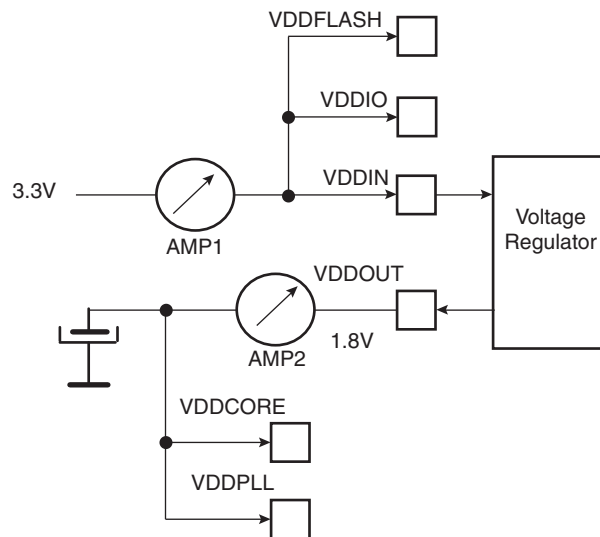 VDDFLASH
VDDIO
3.3V
VDDIN
AMP1
Voltage
Regulator
VDDOUT
1.8V
AMP2
VDDCORE
VDDPLL